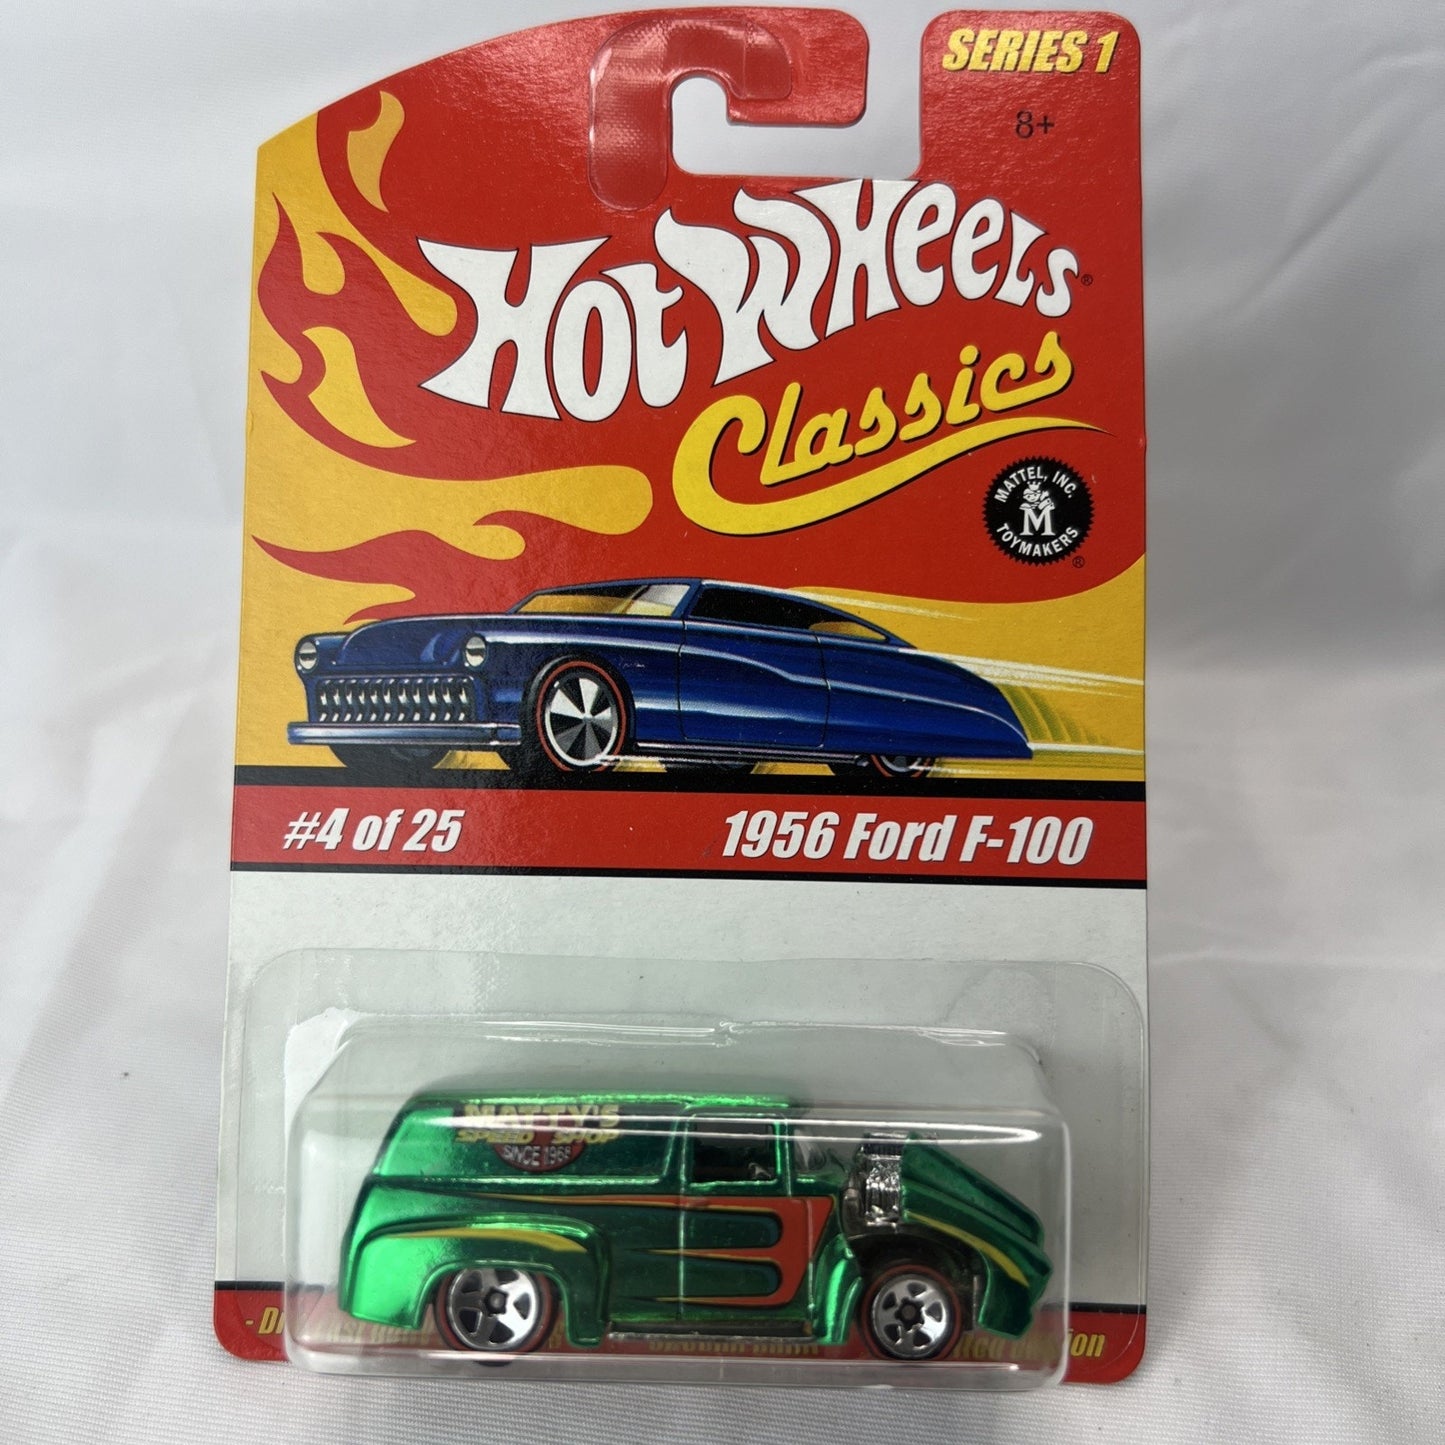 SERIES 1
8+
HOT WHEELS®
Classics
MATTEL, INC.
M
TOYMAKERS®
#4 of 25
1956 Ford F-100
MATTY'S
SPEED SHOP
SINCE 1968